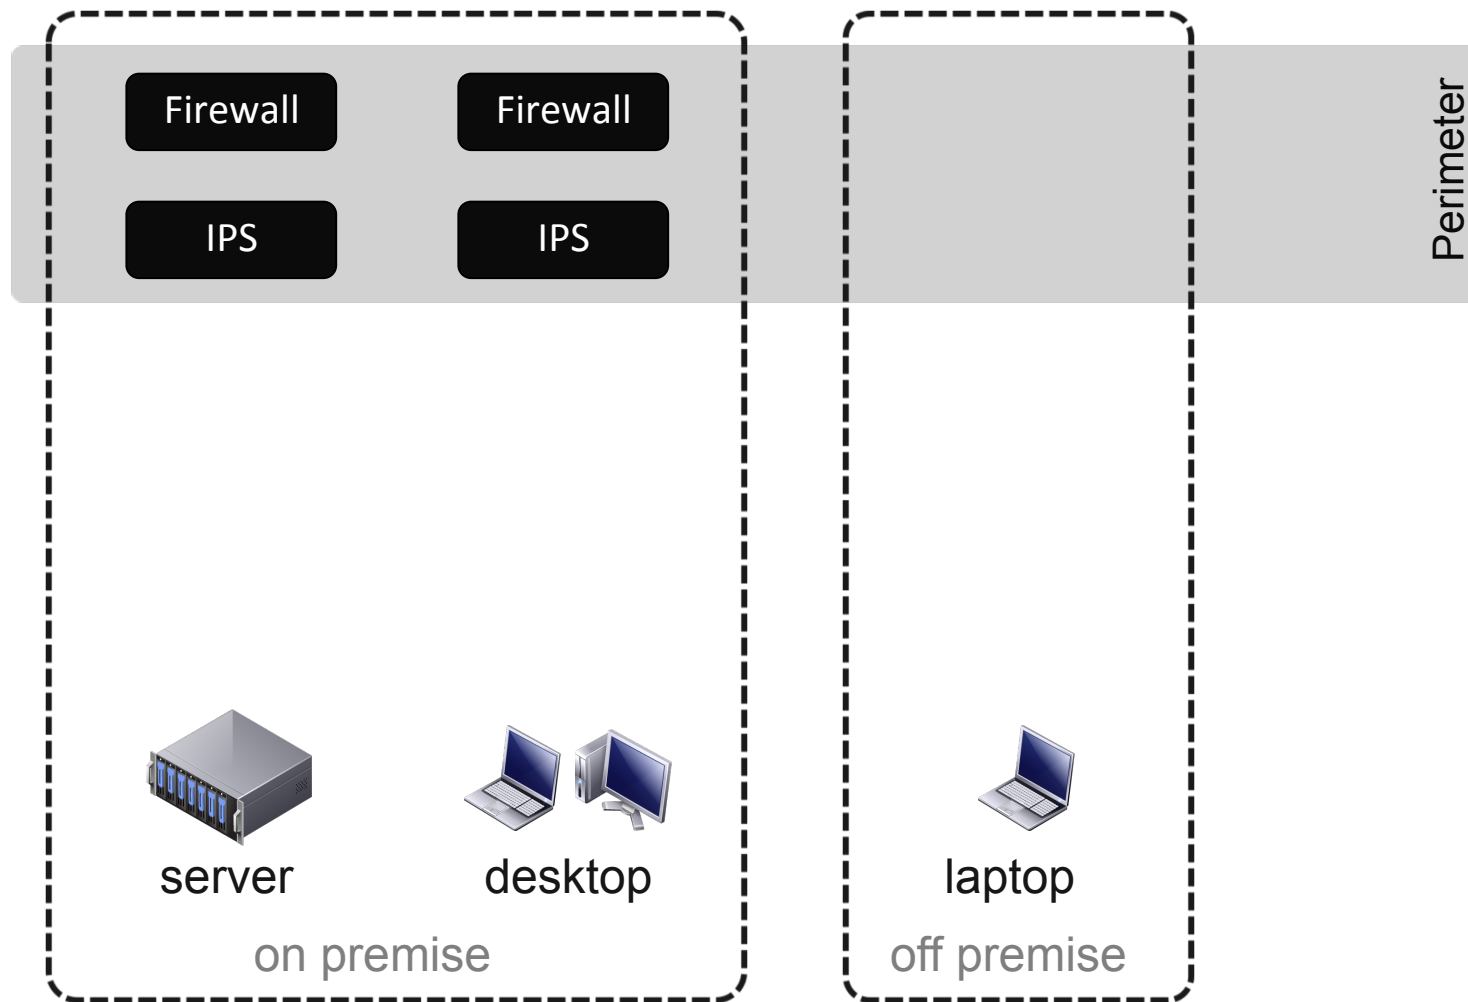 Firewall
Firewall
Perimeter
IPS
IPS
server
desktop
laptop
on premise
off premise